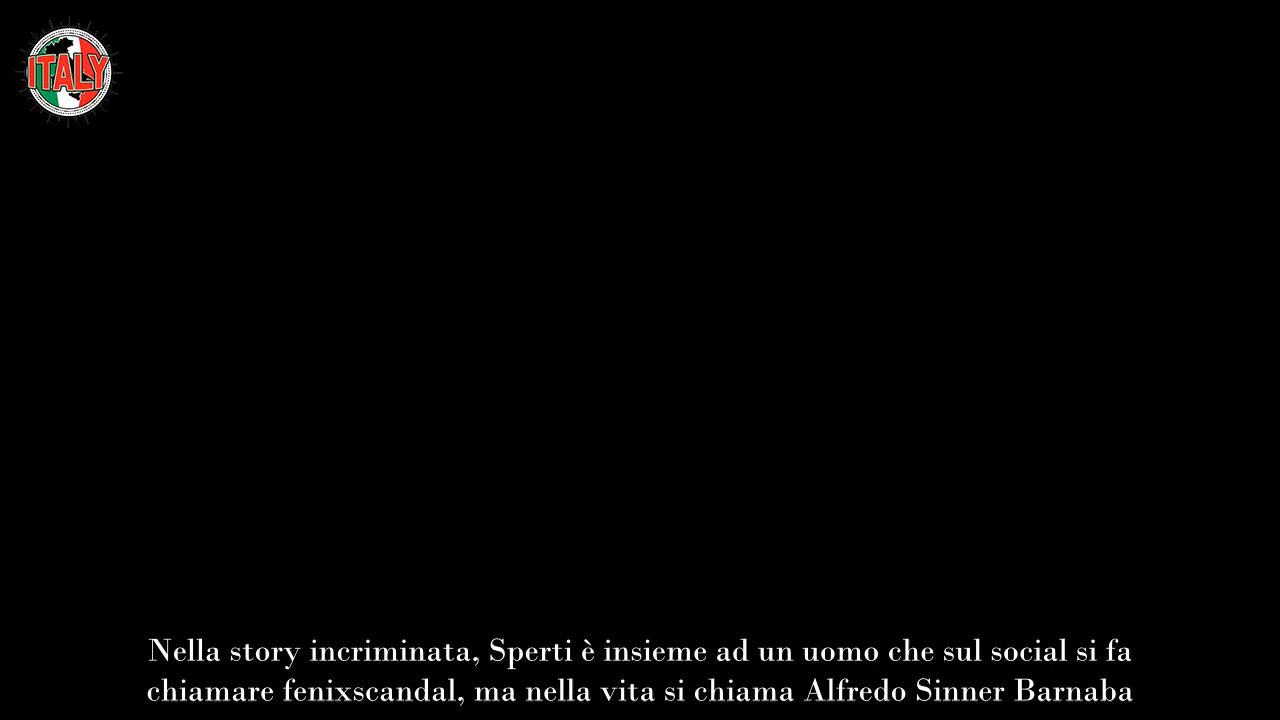 ITALY
Nella story incriminata, Sperti è insieme ad un uomo che sul social si fa
chiamare fenixscandal, ma nella vita si chiama Alfredo Sinner Barnaba